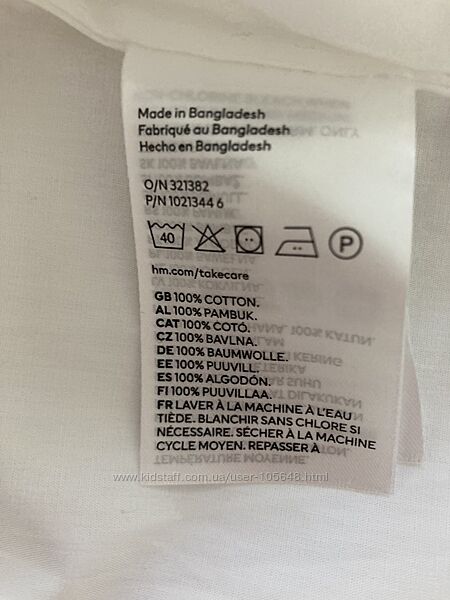 Made in Bangladesh
Fabriqué au Bangladesh
Hecho en Bangladesh
O/N 321382
P/N 1021344 6
40
P
hm.com/takecare
GB 100% COTTON.
AL 100% PAMBUK.
CAT 100% COTÓ.
CZ 100% BAVLNA.
DE 100% BAUMWOLLE.
EE 100% PUUVILL.
ES 100% ALGODÓN.
FI 100% PUUVILLAA.
FR LAVER À LA MACHINE À L'EAU
TIÈDE. BLANCHIR SANS CHLORE SI
NÉCESSAIRE. SÉCHER À LA MACHINE
CYCLE MOYEN. REPASSER À
TEMPÉRATURE MOYENNE
www.kidstaff.com.ua/user-105648.html